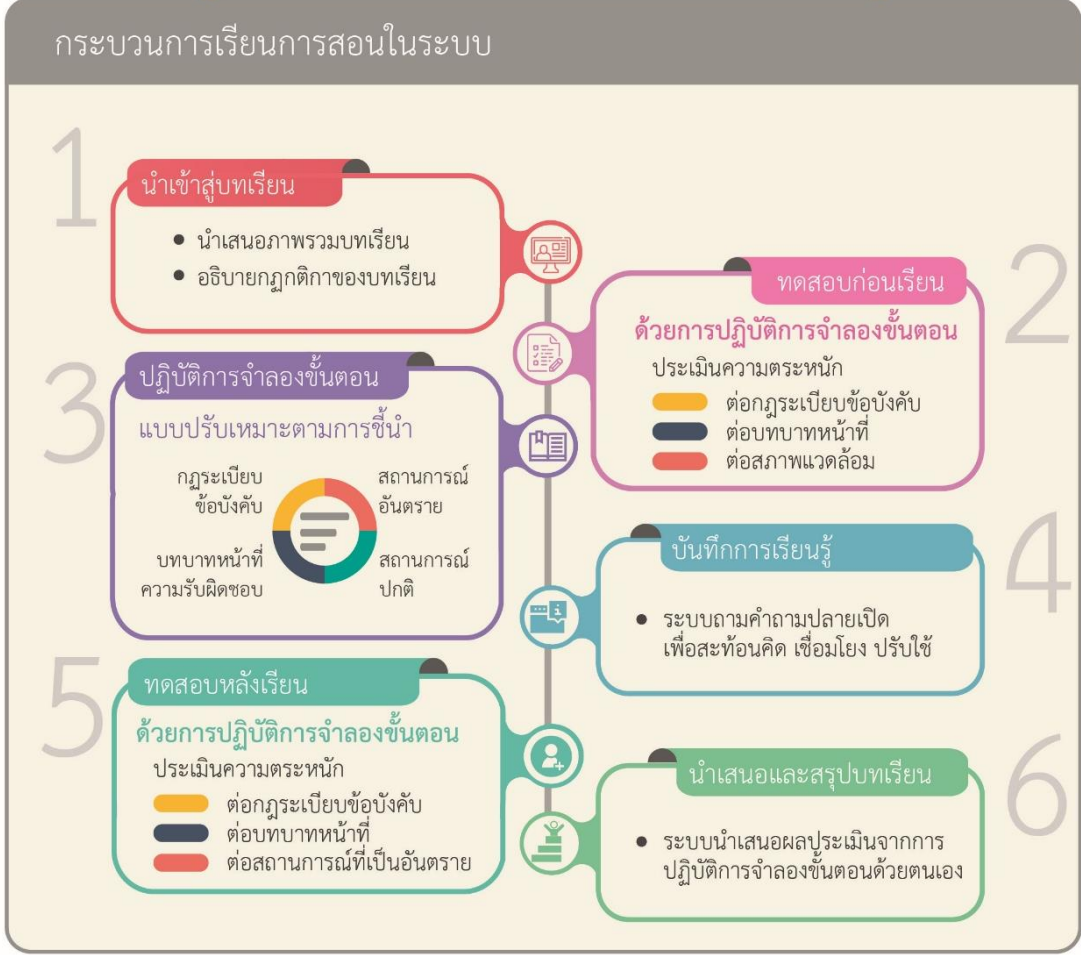 กระบวนการเรียนการสอนในระบบ
1
นำเข้าสู่บทเรียน
● นำเสนอภาพรวมบทเรียน
● อธิบายกฎกติกาของบทเรียน
2
ทดสอบก่อนเรียน
ด้วยการปฏิบัติการจำลองขั้นตอน
ประเมินความตระหนัก
ต่อกฎระเบียบข้อบังคับ
ต่อบทบาทหน้าที่
ต่อสภาพแวดล้อม
3
ปฏิบัติการจำลองขั้นตอน
แบบปรับเหมาะตามการชี้นำ
กฎระเบียบ
ข้อบังคับ
สถานการณ์
อันตราย
บทบาทหน้าที่
ความรับผิดชอบ
สถานการณ์
ปกติ
4
บันทึกการเรียนรู้
● ระบบถามคำถามปลายเปิด
เพื่อสะท้อนคิด เชื่อมโยง ปรับใช้
5
ทดสอบหลังเรียน
ด้วยการปฏิบัติการจำลองขั้นตอน
ประเมินความตระหนัก
ต่อกฎระเบียบข้อบังคับ
ต่อบทบาทหน้าที่
ต่อสถานการณ์ที่เป็นอันตราย
6
นำเสนอและสรุปบทเรียน
● ระบบนำเสนอผลประเมินจากการ
ปฏิบัติการจำลองขั้นตอนด้วยตนเอง